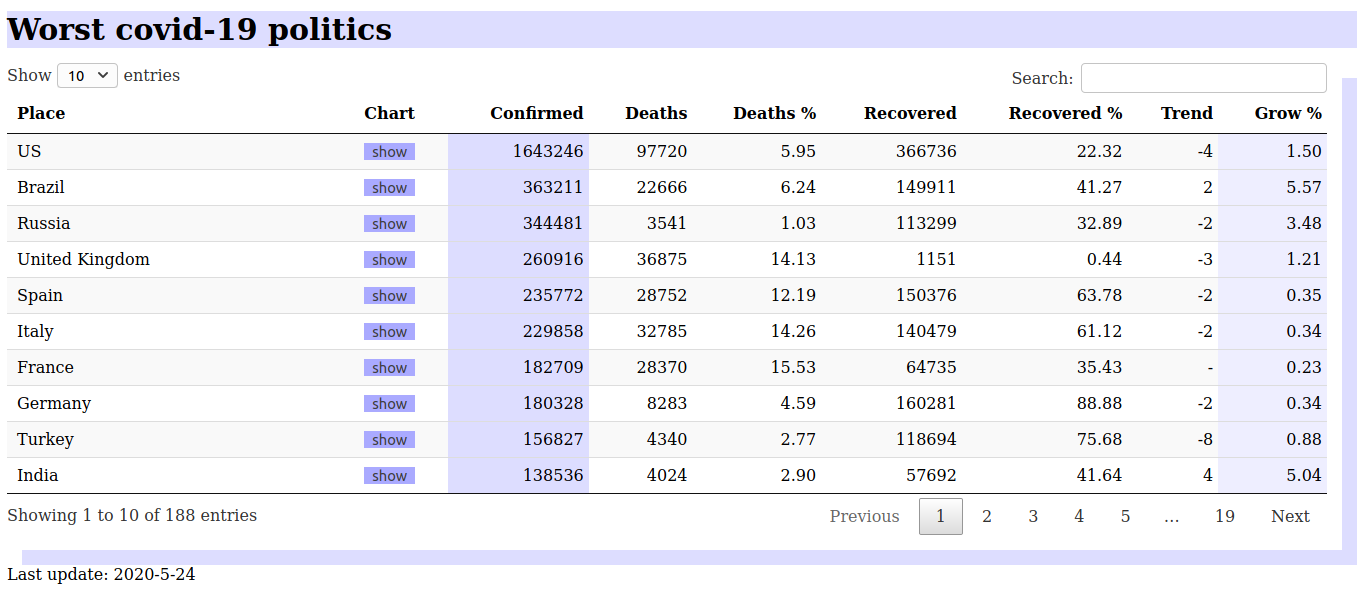 Worst covid-19 politics
Show 10 entries Search:
Place Chart Confirmed Deaths Deaths % Recovered Recovered % Trend Grow %
US show 1643246 97720 5.95 366736 22.32 -4 1.50
Brazil show 363211 22666 6.24 149911 41.27 2 5.57
Russia show 344481 3541 1.03 113299 32.89 -2 3.48
United Kingdom show 260916 36875 14.13 1151 0.44 -3 1.21
Spain show 235772 28752 12.19 150376 63.78 -2 0.35
Italy show 229858 32785 14.26 140479 61.12 -2 0.34
France show 182709 28370 15.53 64735 35.43 - 0.23
Germany show 180328 8283 4.59 160281 88.88 -2 0.34
Turkey show 156827 4340 2.77 118694 75.68 -8 0.88
India show 138536 4024 2.90 57692 41.64 4 5.04
Showing 1 to 10 of 188 entries Previous 1 2 3 4 5 … 19 Next
Last update: 2020-5-24